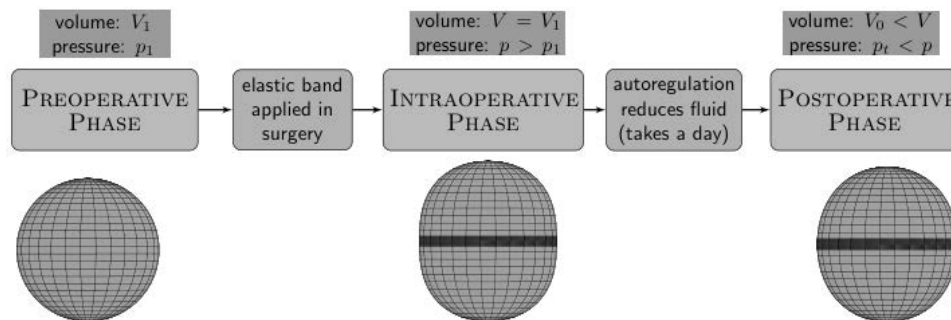 volume: V₁
pressure: p₁
PREOPERATIVE
PHASE
elastic band
applied in
surgery
volume: V = V₁
pressure: p > p₁
INTRAOPERATIVE
PHASE
autoregulation
reduces fluid
(takes a day)
volume: V₀ < V
pressure: pₜ < p
POSTOPERATIVE
PHASE